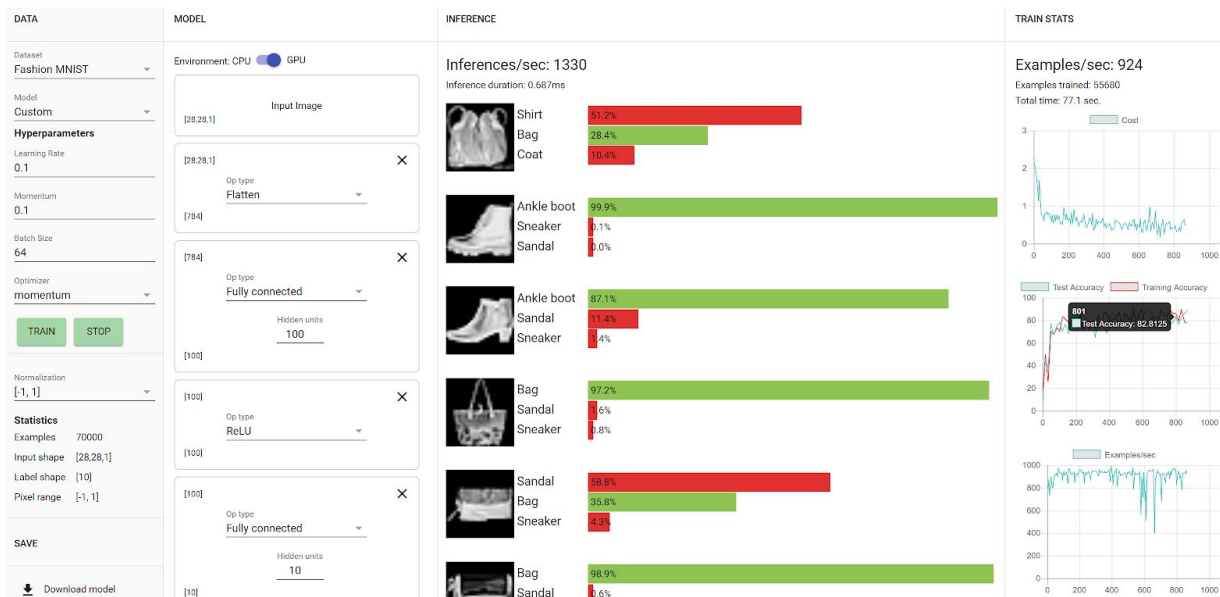 DATA
Dataset
Fashion MNIST
Model
Custom
Hyperparameters
Learning Rate
0.1
Momentum
0.1
Batch Size
64
Optimizer
momentum
TRAIN STOP
Normalization
[-1, 1]
Statistics
Examples 70000
Input shape [28,28,1]
Label shape [10]
Pixel range [-1, 1]
SAVE
Download model
MODEL
Environment: CPU GPU
Input Image
[28,28,1]
[28,28,1]
Op type
Flatten
[784]
[784]
Op type
Fully connected
Hidden units
100
[100]
[100]
Op type
ReLU
[100]
[100]
Op type
Fully connected
Hidden units
10
[10]
INFERENCE
Inferences/sec: 1330
Inference duration: 0.687ms
Shirt 51.2%
Bag 28.4%
Coat 10.4%
Ankle boot 99.9%
Sneaker 0.1%
Sandal 0.0%
Ankle boot 87.1%
Sandal 11.4%
Sneaker 1.4%
Bag 97.2%
Sandal 1.6%
Sneaker 0.8%
Sandal 58.8%
Bag 35.8%
Sneaker 4.3%
Bag 98.9%
Sandal 0.6%
TRAIN STATS
Examples/sec: 924
Examples trained: 55680
Total time: 77.1 sec.
Cost
3
2
1
0
0 200 400 600 800 1000
Test Accuracy Training Accuracy
100
80
60
40
20
0
801
Test Accuracy: 82.8125
0 200 400 600 800 1000
Examples/sec
1000
800
600
400
200
0
0 200 400 600 800 1000